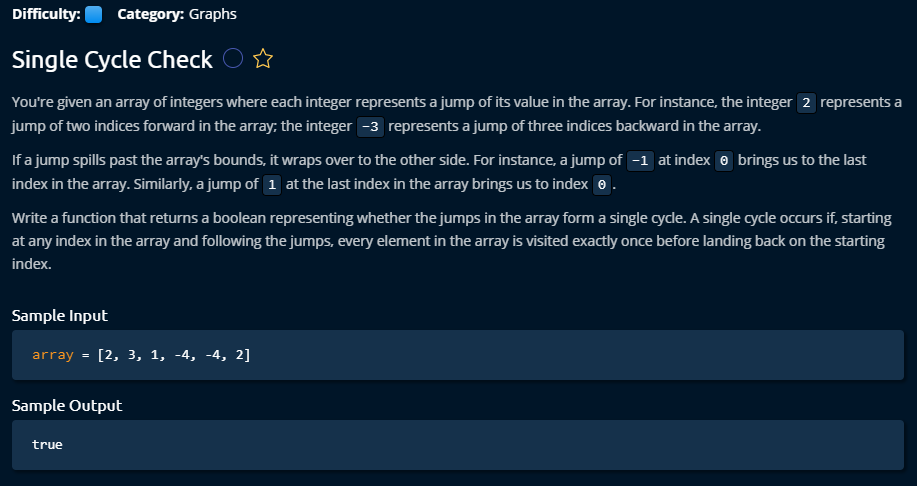 Difficulty: Category: Graphs
Single Cycle Check
You're given an array of integers where each integer represents a jump of its value in the array. For instance, the integer 2 represents a
jump of two indices forward in the array; the integer -3 represents a jump of three indices backward in the array.
If a jump spills past the array's bounds, it wraps over to the other side. For instance, a jump of -1 at index 0 brings us to the last
index in the array. Similarly, a jump of 1 at the last index in the array brings us to index 0.
Write a function that returns a boolean representing whether the jumps in the array form a single cycle. A single cycle occurs if, starting
at any index in the array and following the jumps, every element in the array is visited exactly once before landing back on the starting
index.
Sample Input
array = [2, 3, 1, -4, -4, 2]
Sample Output
true